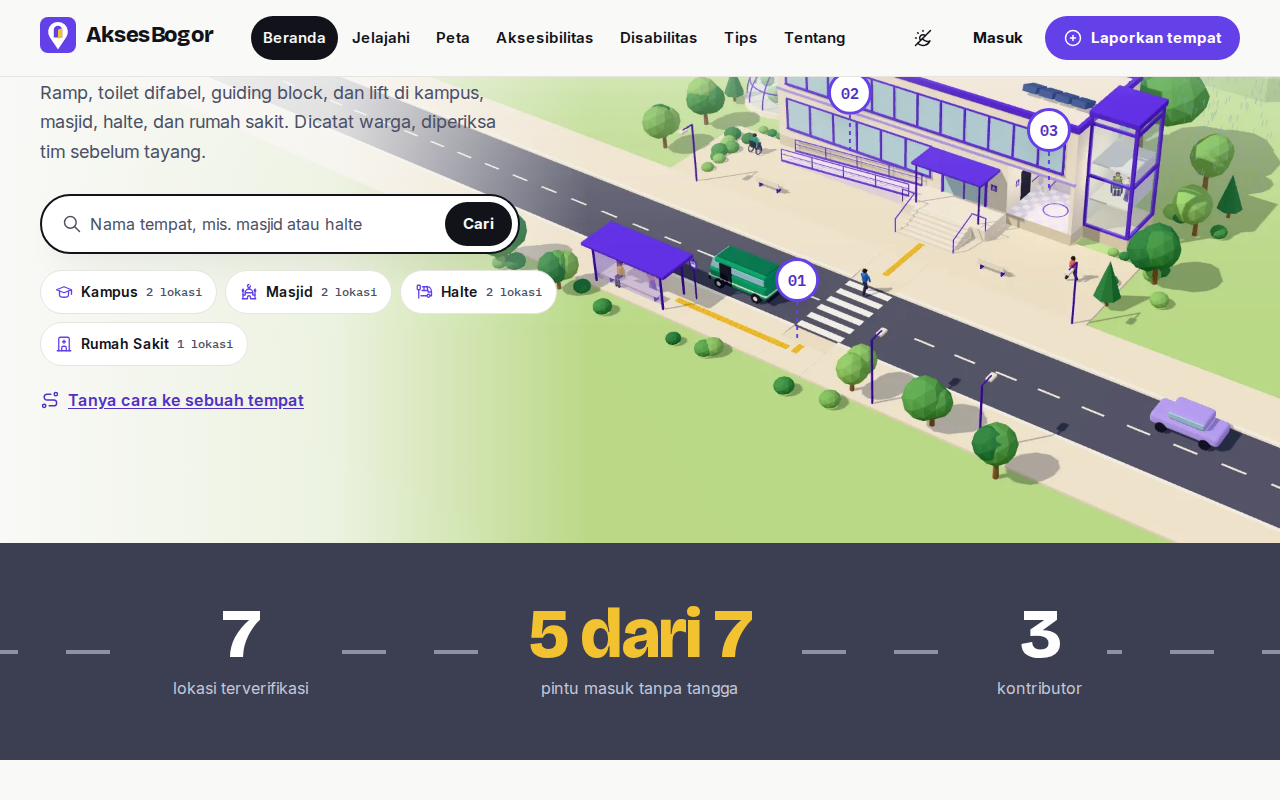 AksesBogor
Beranda
Jelajahi
Peta
Aksesibilitas
Disabilitas
Tips
Tentang
Masuk
Laporkan tempat
Ramp, toilet difabel, guiding block, dan lift di kampus,
masjid, halte, dan rumah sakit. Dicatat warga, diperiksa
tim sebelum tayang.
Nama tempat, mis. masjid atau halte
Cari
Kampus 2 lokasi
Masjid 2 lokasi
Halte 2 lokasi
Rumah Sakit 1 lokasi
Tanya cara ke sebuah tempat
02
03
01
7
lokasi terverifikasi
5 dari 7
pintu masuk tanpa tangga
3
kontributor